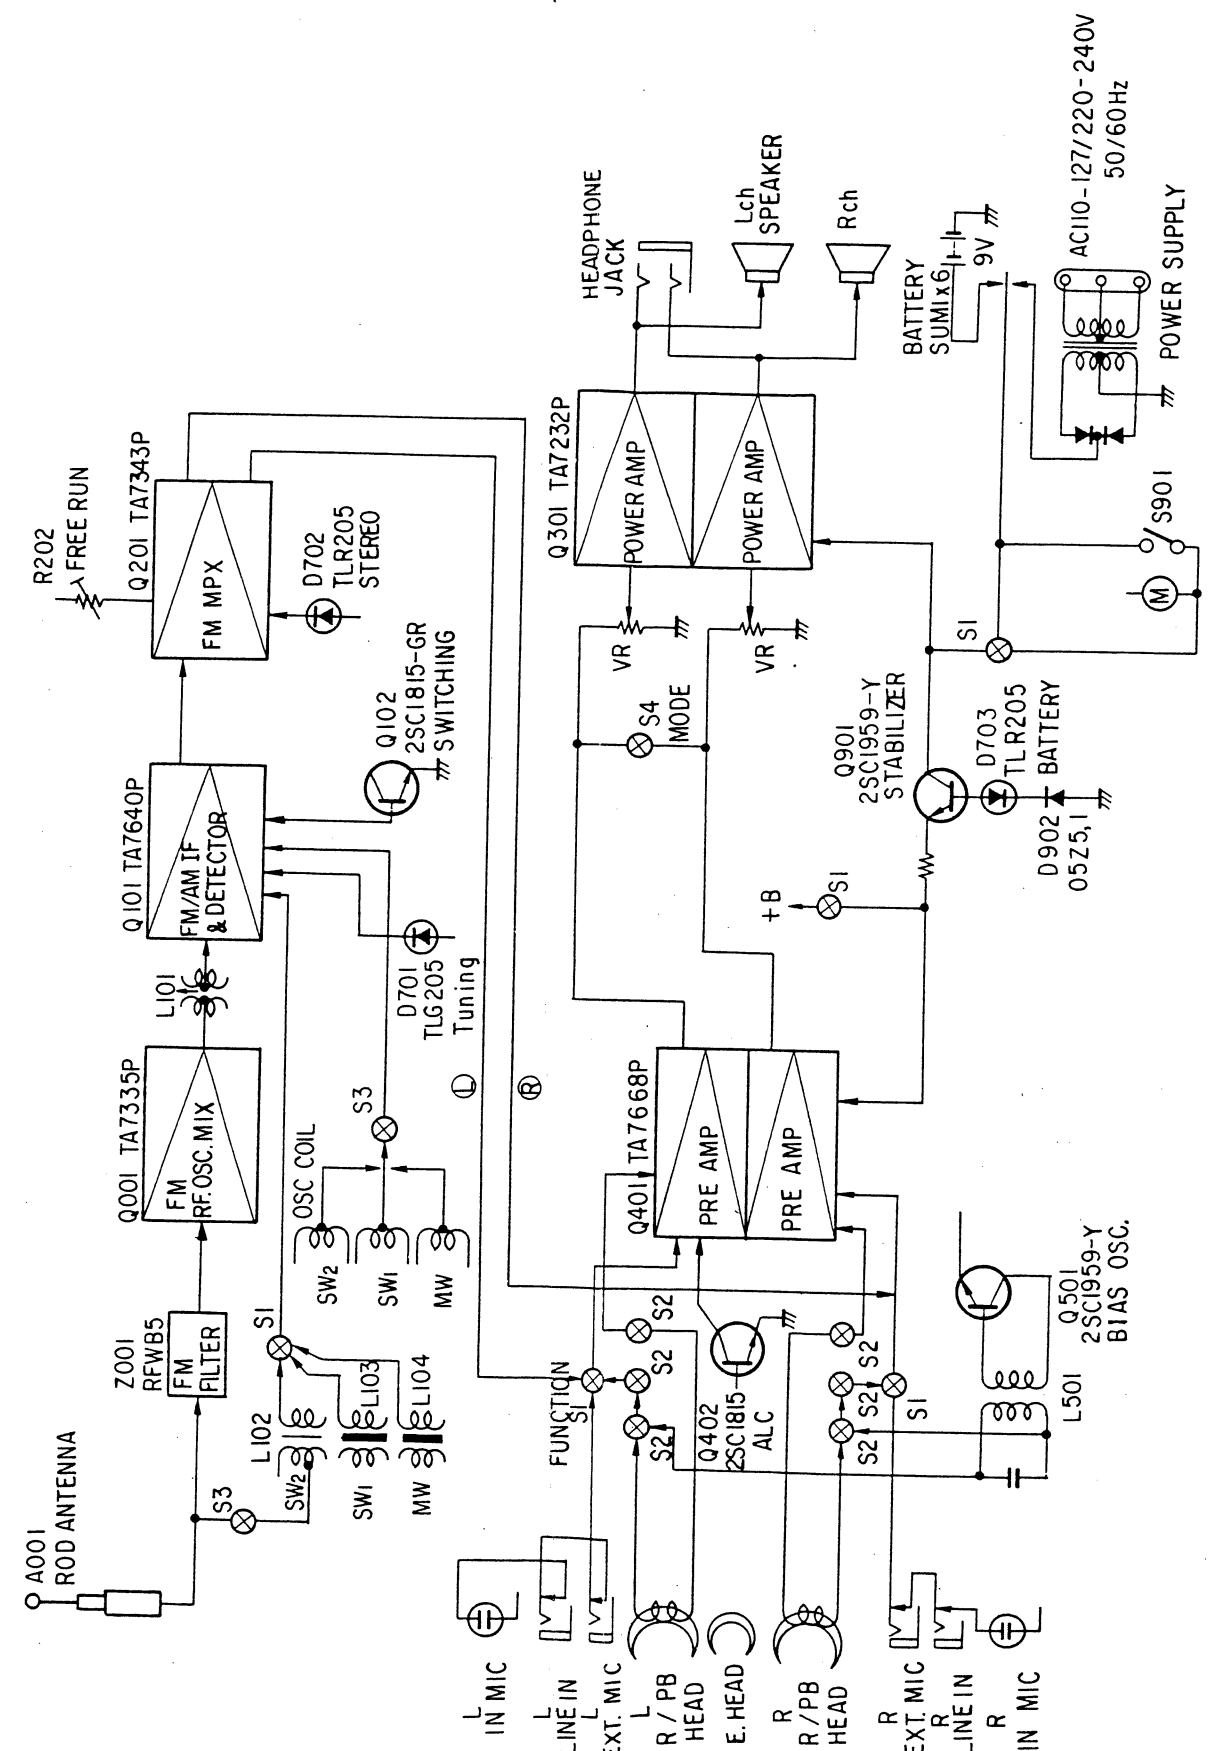 A001
ROD ANTENNA
S3
Z001
RFWB5
FM
FILTER
Q001 TA7335P
FM
RF.OSC.MIX
L101
Q101 TA7640P
FM/AM IF
& DETECTOR
Q201 TA7343P
FM MPX
R202
FREE RUN
D702
TLR205
STEREO
Q102
2SC1815-GR
SWITCHING
D701
TLG205
Tuning
S1
L102
SW2
L103
SW1
L104
MW
OSC COIL
SW2
SW1
MW
S3
L
R
L
IN MIC
L
LINE IN
L
EXT. MIC
L
R/PB
HEAD
E.HEAD
R
R/PB
HEAD
R
EXT. MIC
R
LINE IN
R
IN MIC
FUNCTION
S1
S2
S2
S2
Q402
2SC1815
ALC
S2
S2
S2
S1
L501
Q501
2SC1959-Y
BIAS OSC.
Q401 TA7668P
PRE AMP
PRE AMP
+B
S1
S4
MODE
VR
VR
Q301 TA7232P
POWER AMP
POWER AMP
HEADPHONE
JACK
Lch
SPEAKER
Rch
Q901
2SC1959-Y
STABILIZER
D703
TLR205
BATTERY
D902
05Z5,1
S1
M
S901
BATTERY
SUM1x6
9V
AC110-127/220-240V
50/60Hz
POWER SUPPLY